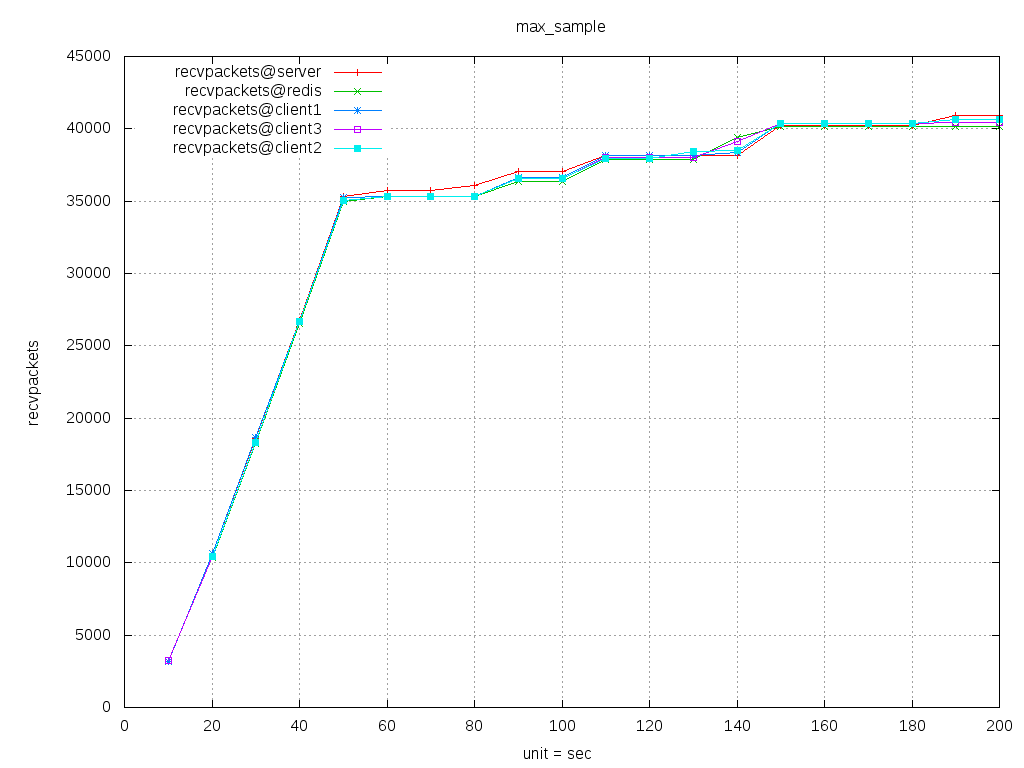 max_sample
45000
40000
35000
30000
25000
20000
15000
10000
5000
0
recvpackets
recvpackets@server
recvpackets@redis
recvpackets@client1
recvpackets@client3
recvpackets@client2
0 20 40 60 80 100 120 140 160 180 200
unit = sec